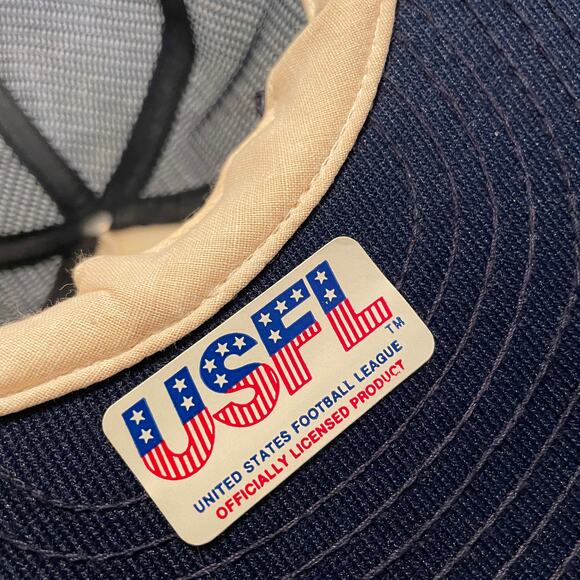 USFL™
UNITED STATES FOOTBALL LEAGUE
OFFICIALLY LICENSED PRODUCT